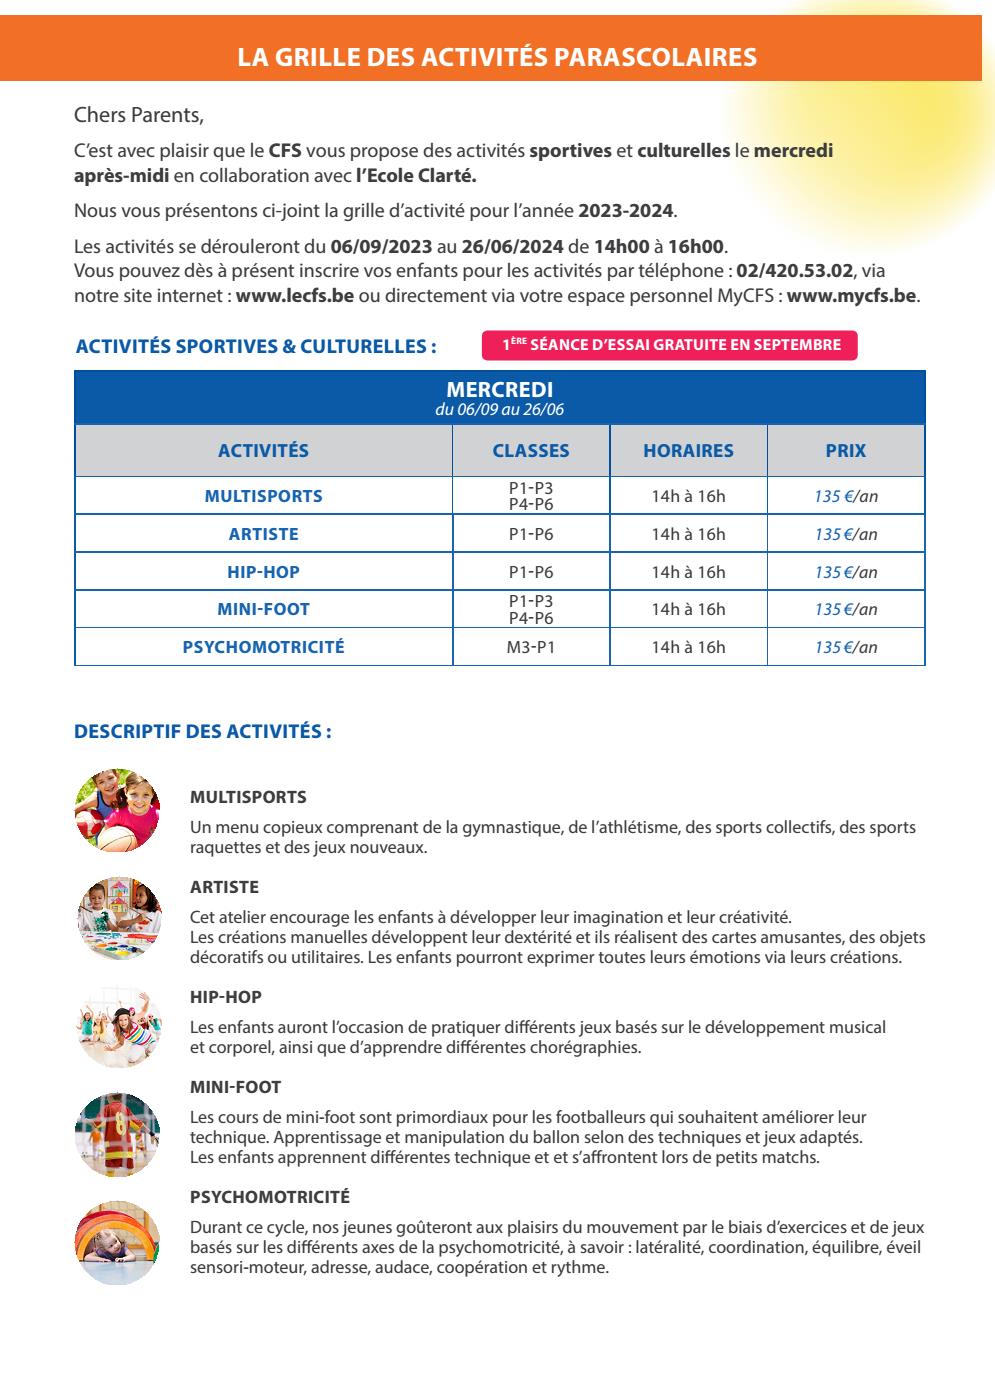 LA GRILLE DES ACTIVITÉS PARASCOLAIRES
Chers Parents,
C’est avec plaisir que le CFS vous propose des activités sportives et culturelles le mercredi
après-midi en collaboration avec l’Ecole Clarté.
Nous vous présentons ci-joint la grille d’activité pour l’année 2023-2024.
Les activités se dérouleront du 06/09/2023 au 26/06/2024 de 14h00 à 16h00.
Vous pouvez dès à présent inscrire vos enfants pour les activités par téléphone : 02/420.53.02, via
notre site internet : www.lecfs.be ou directement via votre espace personnel MyCFS : www.mycfs.be.
ACTIVITÉS SPORTIVES & CULTURELLES : 1ÈRE SÉANCE D’ESSAI GRATUITE EN SEPTEMBRE
MERCREDI
du 06/09 au 26/06
ACTIVITÉS CLASSES HORAIRES PRIX
MULTISPORTS P1-P3 P4-P6 14h à 16h 135 €/an
ARTISTE P1-P6 14h à 16h 135 €/an
HIP-HOP P1-P6 14h à 16h 135 €/an
MINI-FOOT P1-P3 P4-P6 14h à 16h 135 €/an
PSYCHOMOTRICITÉ M3-P1 14h à 16h 135 €/an
DESCRIPTIF DES ACTIVITÉS :
MULTISPORTS
Un menu copieux comprenant de la gymnastique, de l’athlétisme, des sports collectifs, des sports
raquettes et des jeux nouveaux.
ARTISTE
Cet atelier encourage les enfants à développer leur imagination et leur créativité.
Les créations manuelles développent leur dextérité et ils réalisent des cartes amusantes, des objets
décoratifs ou utilitaires. Les enfants pourront exprimer toutes leurs émotions via leurs créations.
HIP-HOP
Les enfants auront l’occasion de pratiquer différents jeux basés sur le développement musical
et corporel, ainsi que d’apprendre différentes chorégraphies.
MINI-FOOT
Les cours de mini-foot sont primordiaux pour les footballeurs qui souhaitent améliorer leur
technique. Apprentissage et manipulation du ballon selon des techniques et jeux adaptés.
Les enfants apprennent différentes technique et et s’affrontent lors de petits matchs.
8
PSYCHOMOTRICITÉ
Durant ce cycle, nos jeunes goûteront aux plaisirs du mouvement par le biais d’exercices et de jeux
basés sur les différents axes de la psychomotricité, à savoir : latéralité, coordination, équilibre, éveil
sensori-moteur, adresse, audace, coopération et rythme.